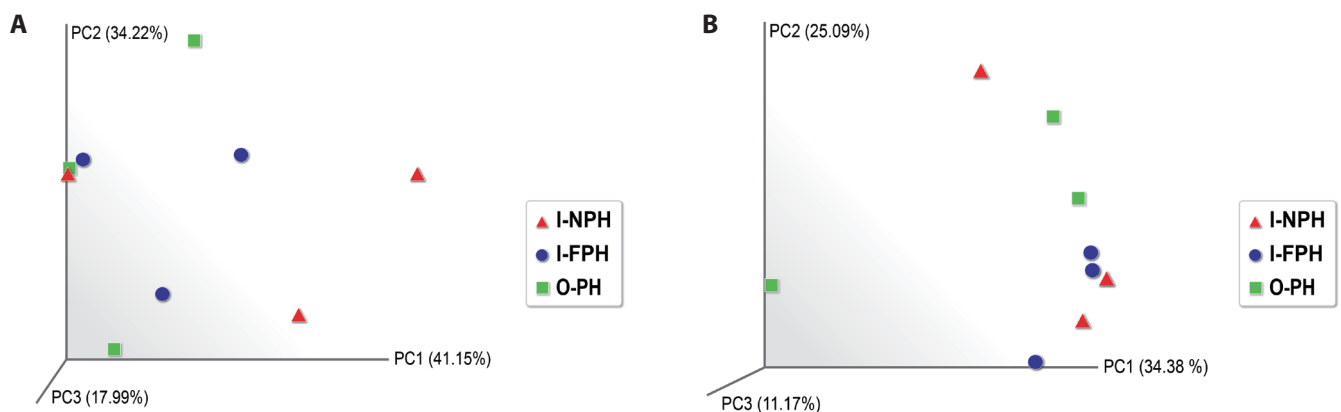 A
PC2 (34.22%)
I-NPH
I-FPH
O-PH
PC1 (41.15%)
PC3 (17.99%)
B
PC2 (25.09%)
I-NPH
I-FPH
O-PH
PC1 (34.38 %)
PC3 (11.17%)